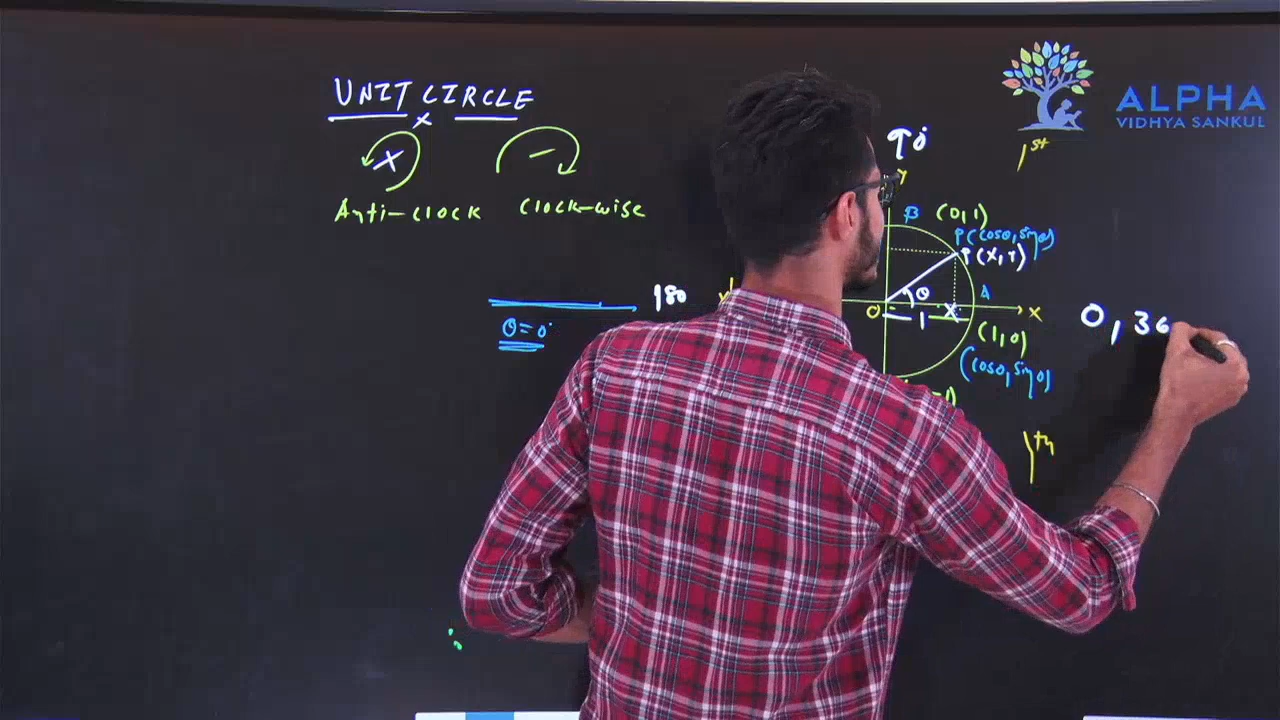 UNIT CIRCLE
Anti-clock
Clock-wise
ALPHA
VIDHYA SANKUL
1st
90°
Y
B (0,1)
P(cosθ, sinθ)
P(X,Y)
θ
A
180
O
1
X
X
(1,0)
(cosθ, sinθ)
0, 36
θ=0°